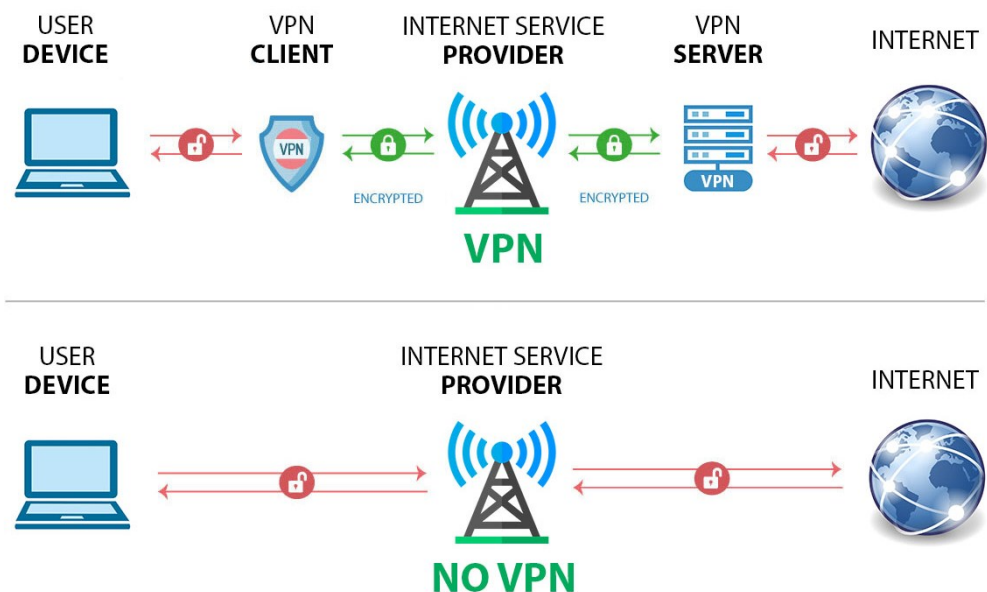 USER
DEVICE
VPN
CLIENT
INTERNET SERVICE
PROVIDER
VPN
SERVER
INTERNET
VPN
VPN
ENCRYPTED
ENCRYPTED
VPN
USER
DEVICE
INTERNET SERVICE
PROVIDER
INTERNET
NO VPN